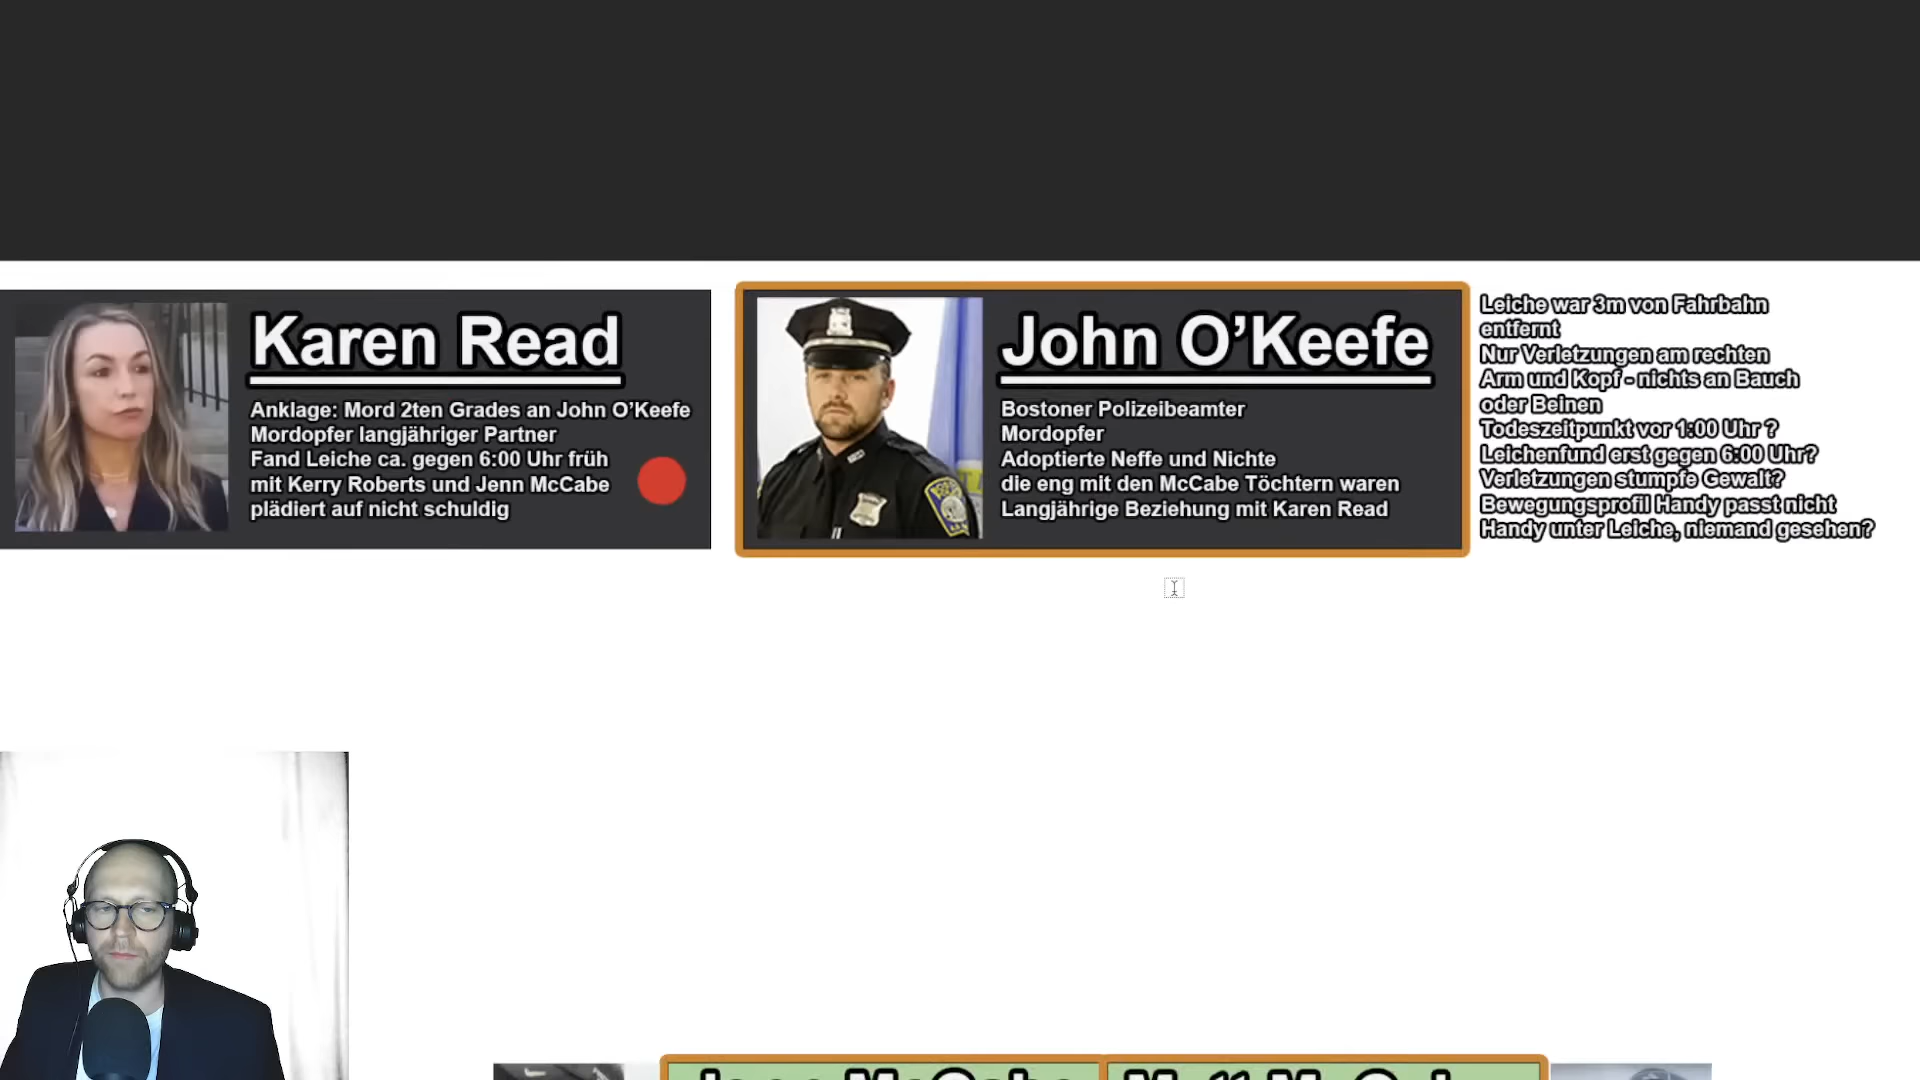 Karen Read
Anklage: Mord 2ten Grades an John O'Keefe
Mordopfer langjähriger Partner
Fand Leiche ca. gegen 6:00 Uhr früh
mit Kerry Roberts und Jenn McCabe
plädiert auf nicht schuldig
John O’Keefe
Bostoner Polizeibeamter
Mordopfer
Adoptierte Neffe und Nichte
die eng mit den McCabe Töchtern waren
Langjährige Beziehung mit Karen Read
Leiche war 3m von Fahrbahn
entfernt
Nur Verletzungen am rechten
Arm und Kopf - nichts an Bauch
oder Beinen
Todeszeitpunkt vor 1:00 Uhr ?
Leichenfund erst gegen 6:00 Uhr?
Verletzungen stumpfe Gewalt?
Bewegungsprofil Handy passt nicht
Handy unter Leiche, niemand gesehen?